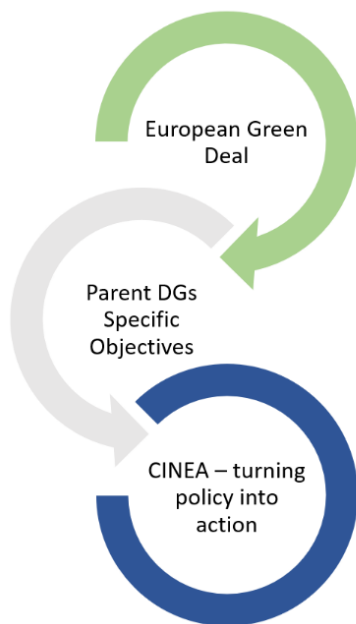 European Green
Deal
Parent DGs
Specific
Objectives
CINEA – turning
policy into
action